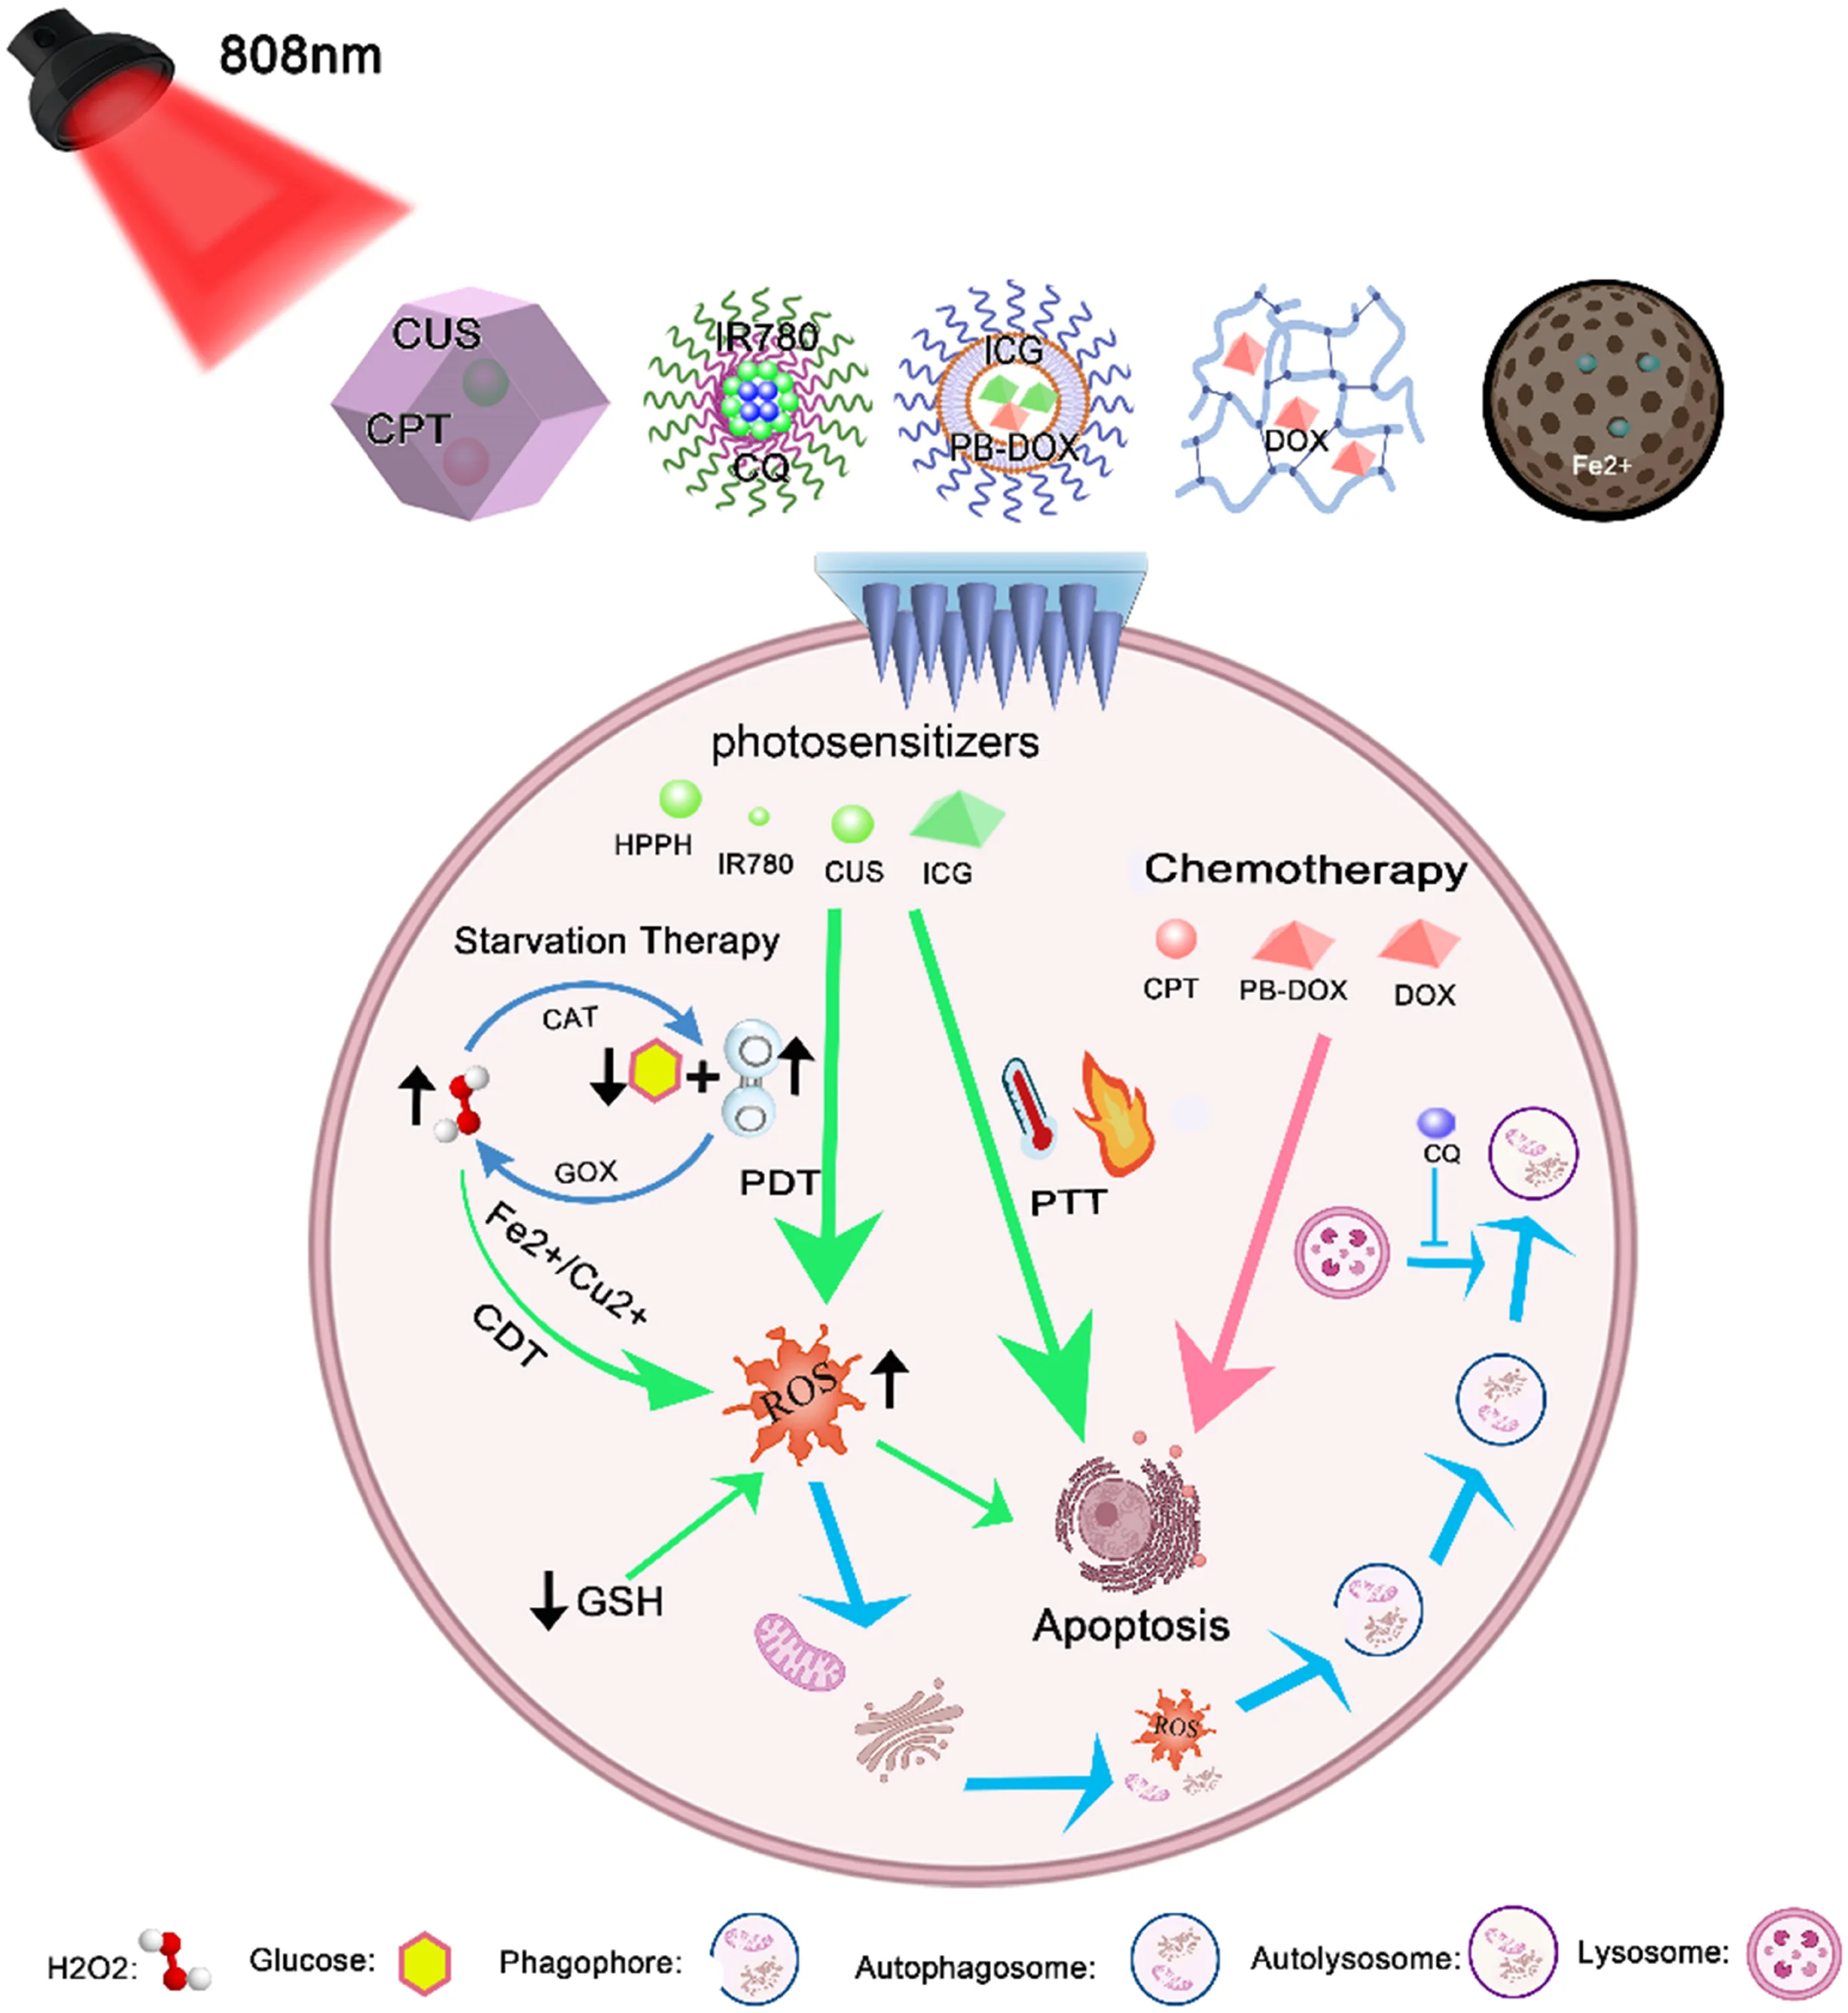 808nm
CUS
CPT
IR780
CQ
ICG
PB-DOX
DOX
Fe2+
photosensitizers
HPPH
IR780
CUS
ICG
Chemotherapy
CPT
PB-DOX
DOX
Starvation Therapy
CAT
+
GOX
PDT
PTT
CQ
Fe2+/Cu2+
CDT
ROS
GSH
Apoptosis
ROS
H2O2:
Glucose:
Phagophore:
Autophagosome:
Autolysosome:
Lysosome: